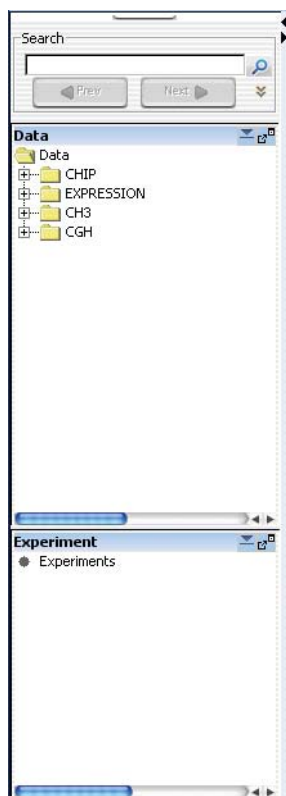 Search
Prev Next
Data
Data
CHIP
EXPRESSION
CH3
CGH
Experiment
Experiments